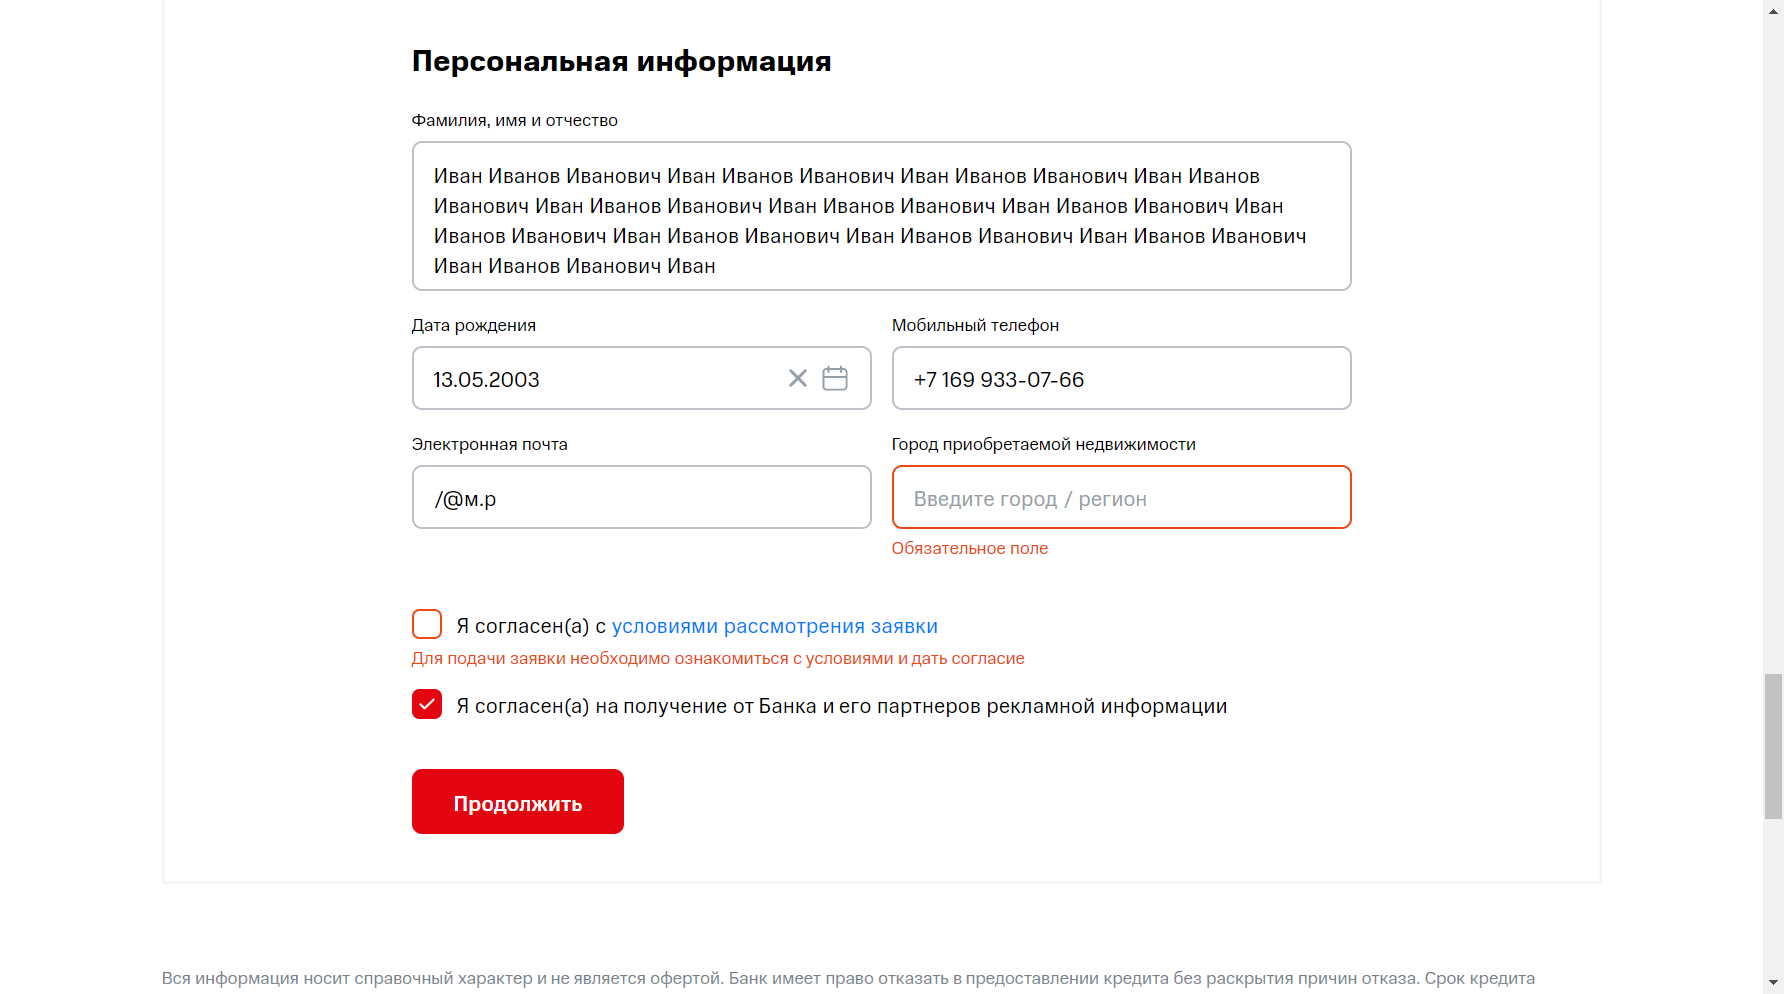 Персональная информация
Фамилия, имя и отчество
Иван Иванов Иванович Иван Иванов Иванович Иван Иванов Иванович Иван Иванов
Иванович Иван Иванов Иванович Иван Иванов Иванович Иван Иванов Иванович Иван
Иванов Иванович Иван Иванов Иванович Иван Иванов Иванович Иван Иванов Иванович
Иван Иванов Иванович Иван
Дата рождения
Мобильный телефон
13.05.2003
+7 169 933-07-66
Электронная почта
Город приобретаемой недвижимости
/@м.р
Введите город / регион
Обязательное поле
Я согласен(а) с условиями рассмотрения заявки
Для подачи заявки необходимо ознакомиться с условиями и дать согласие
Я согласен(а) на получение от Банка и его партнеров рекламной информации
Продолжить
Вся информация носит справочный характер и не является офертой. Банк имеет право отказать в предоставлении кредита без раскрытия причин отказа. Срок кредита